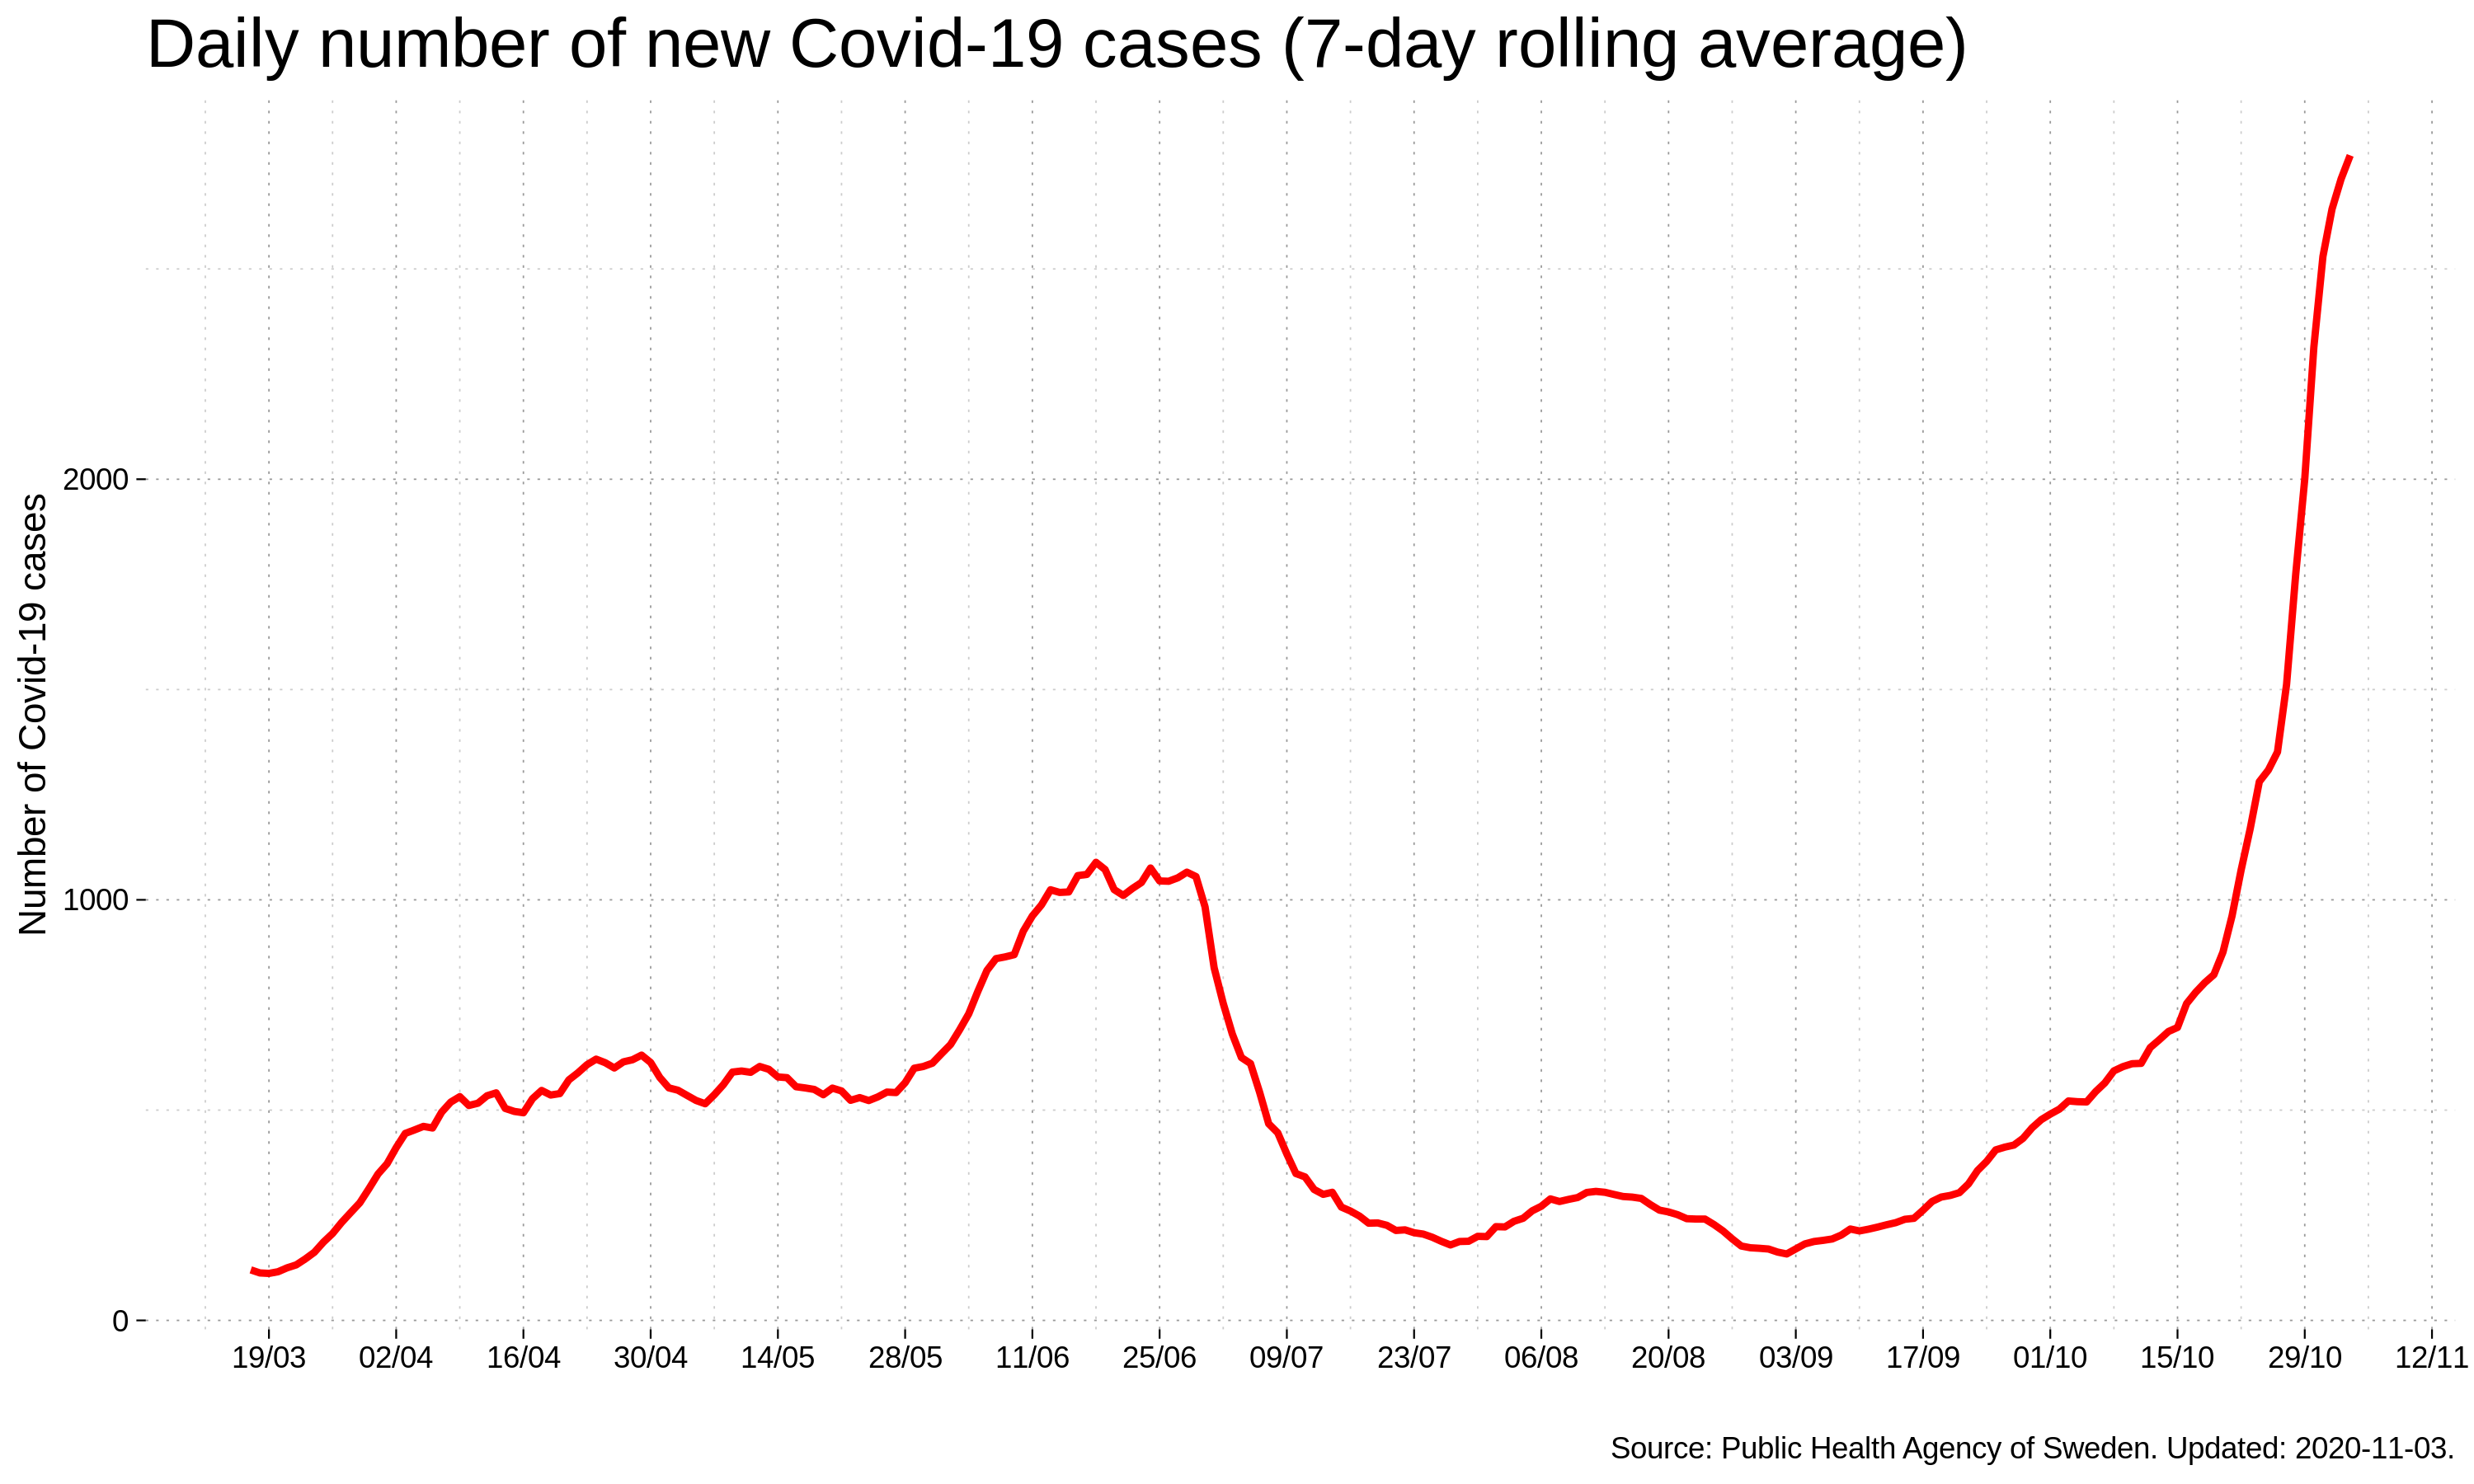 Daily number of new Covid-19 cases (7-day rolling average)
Number of Covid-19 cases
2000
1000
0
19/03 02/04 16/04 30/04 14/05 28/05 11/06 25/06 09/07 23/07 06/08 20/08 03/09 17/09 01/10 15/10 29/10 12/11
Source: Public Health Agency of Sweden. Updated: 2020-11-03.